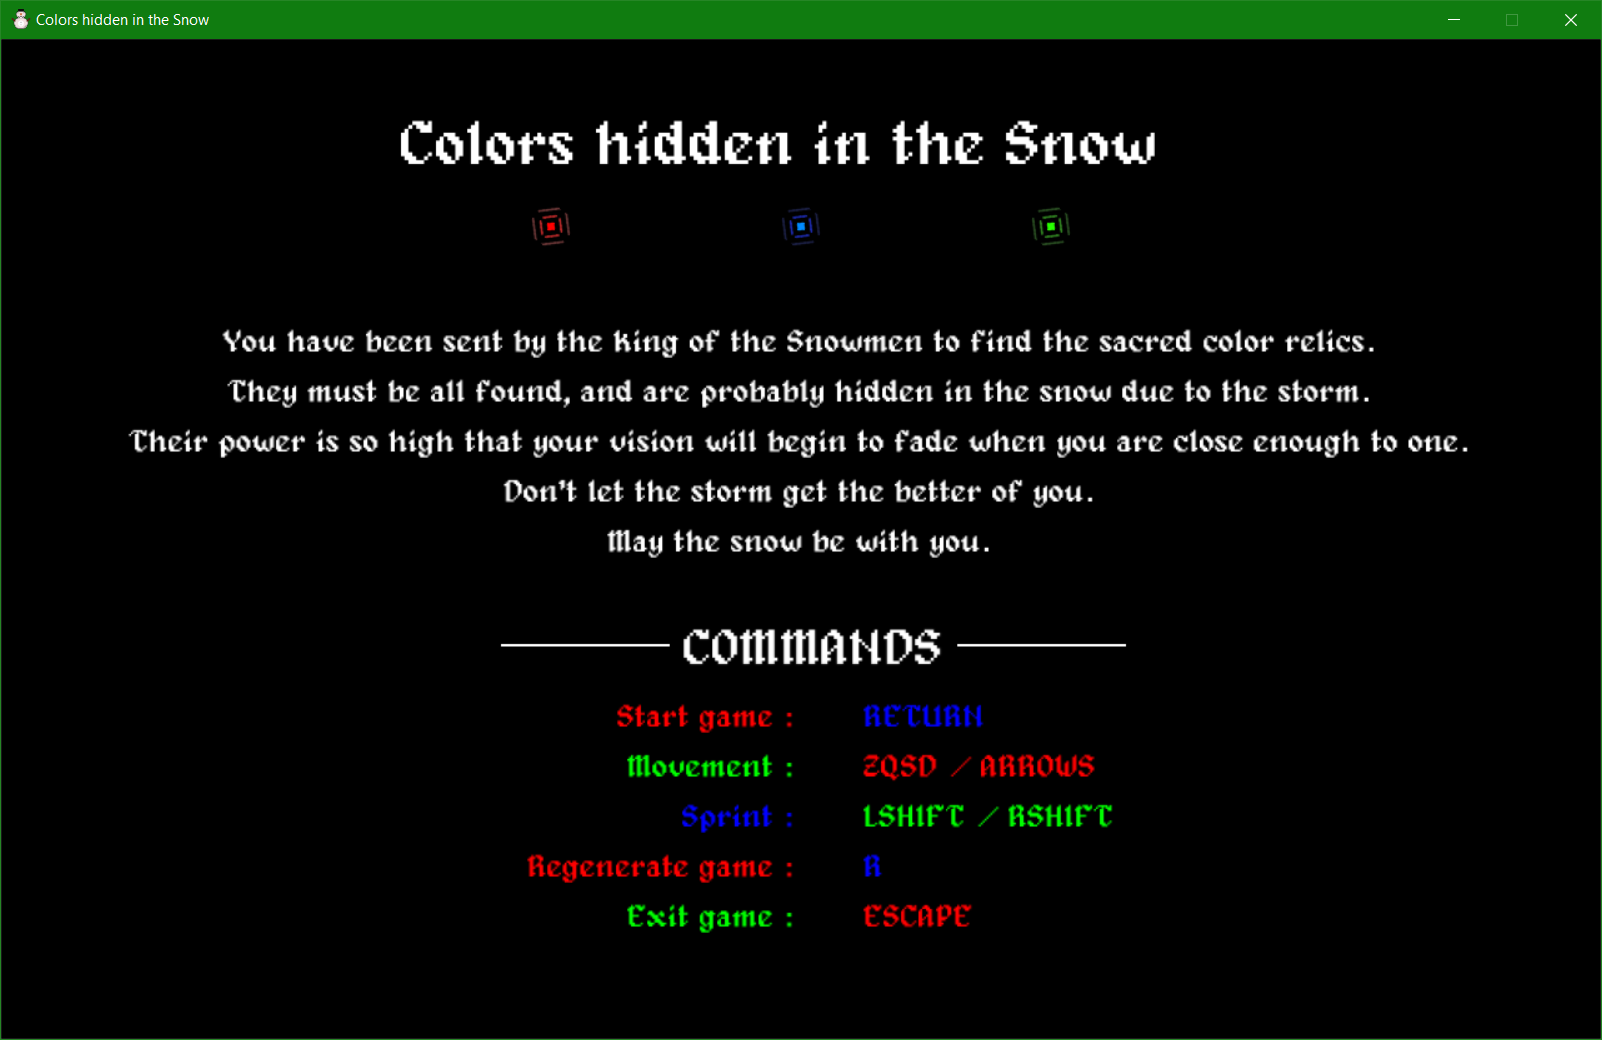 Colors hidden in the Snow
Colors hidden in the Snow
You have been sent by the King of the Snowmen to find the sacred color relics.
They must be all found, and are probably hidden in the snow due to the storm.
Their power is so high that your vision will begin to fade when you are close enough to one.
Don't let the storm get the better of you.
May the snow be with you.
COMMANDS
Start game : RETURN
Movement : ZQSD / ARROWS
Sprint : LSHIFT / RSHIFT
Regenerate game : R
Exit game : ESCAPE